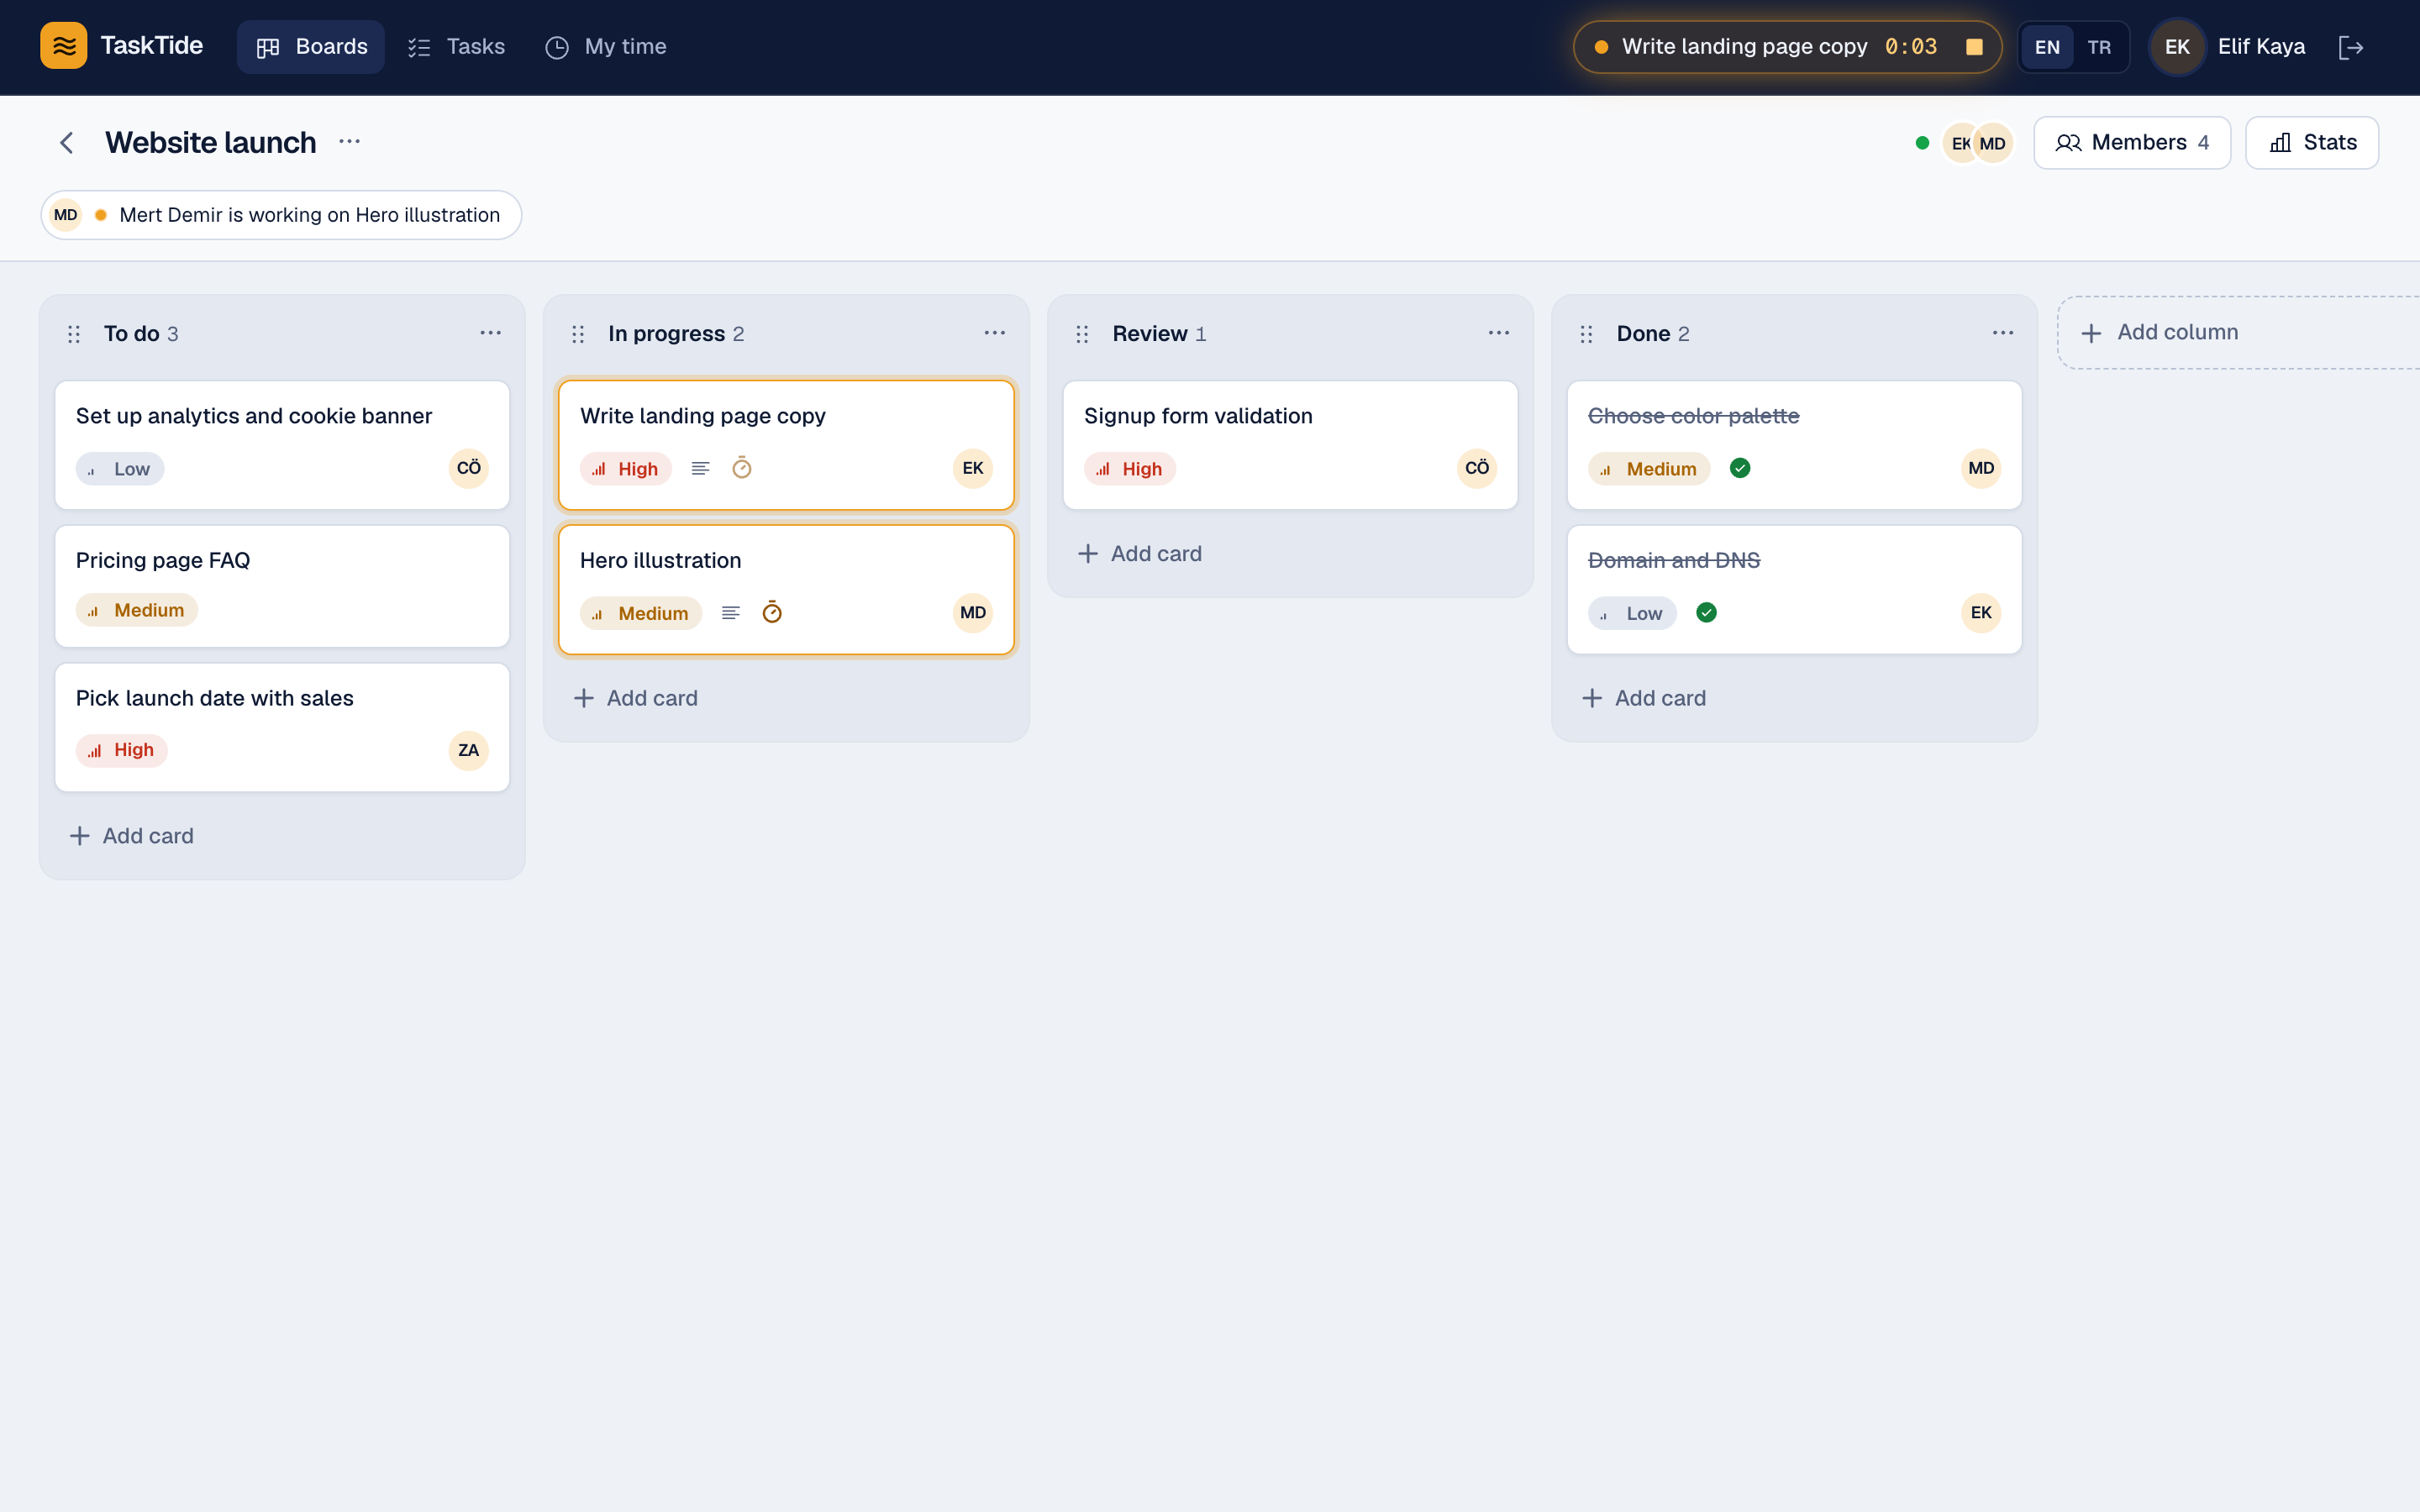 TaskTide
Boards
Tasks
My time
Write landing page copy 0:03
EN TR
EK Elif Kaya
Website launch
EK MD
Members 4
Stats
MD Mert Demir is working on Hero illustration
To do 3
Set up analytics and cookie banner
Low CÖ
Pricing page FAQ
Medium
Pick launch date with sales
High ZA
Add card
In progress 2
Write landing page copy
High EK
Hero illustration
Medium MD
Add card
Review 1
Signup form validation
High CÖ
Add card
Done 2
Choose color palette
Medium MD
Domain and DNS
Low EK
Add card
Add column